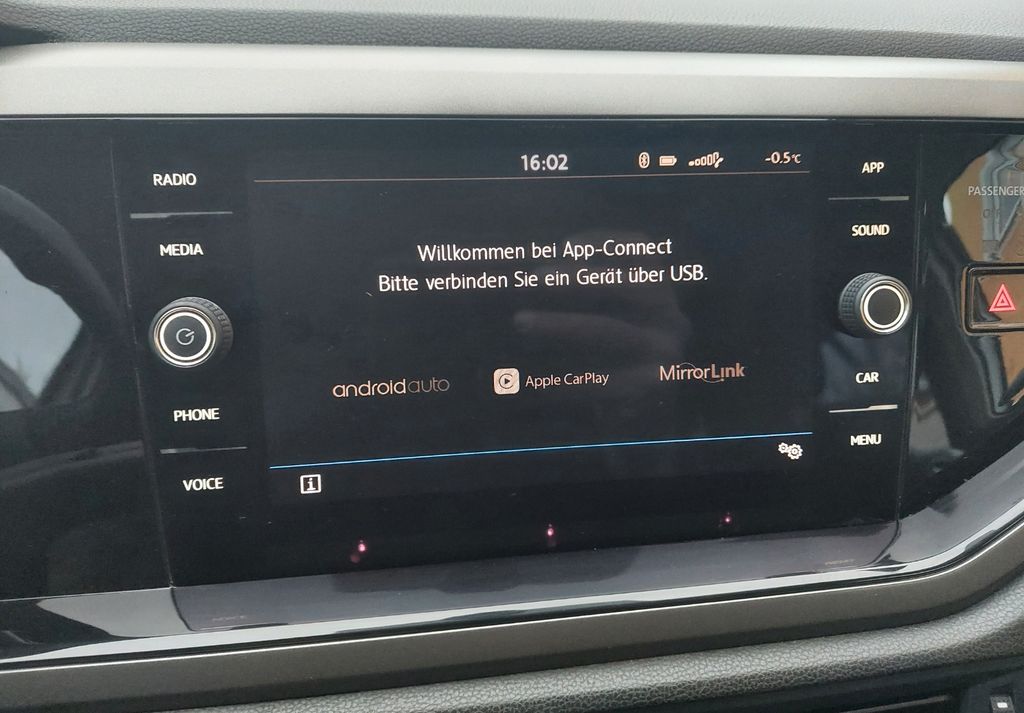 16:02
-0.5°C
RADIO
MEDIA
PHONE
VOICE
Willkommen bei App-Connect
Bitte verbinden Sie ein Gerät über USB.
androidauto
Apple CarPlay
MirrorLink
i
APP
SOUND
CAR
MENU
PASSENGER